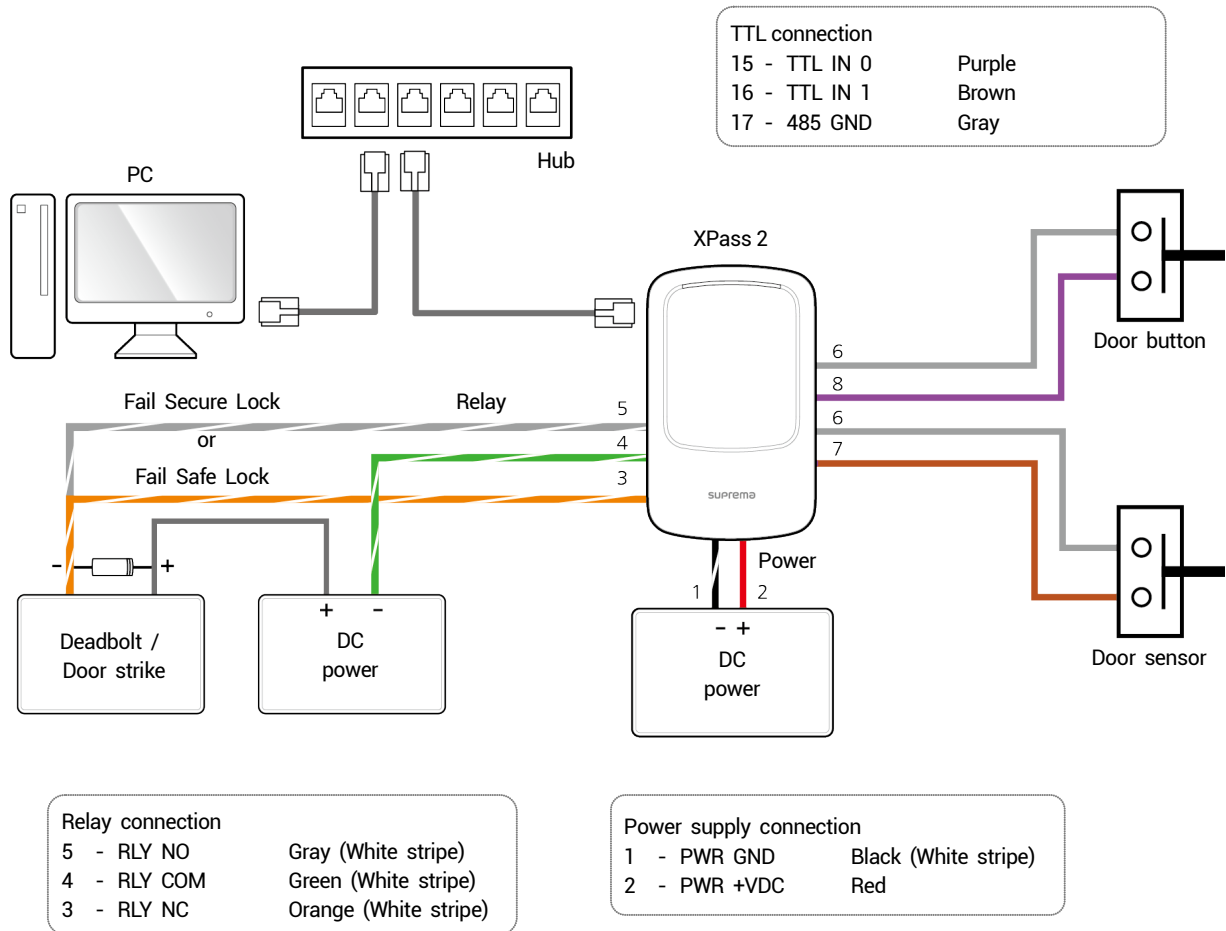 TTL connection
15 - TTL IN 0 Purple
16 - TTL IN 1 Brown
17 - 485 GND Gray
Hub
PC
XPass 2
Door button
6
8
6
7
Fail Secure Lock
Relay
5
or
4
Fail Safe Lock
3
suprema
Power
1 2
- +
DC
power
- +
+ -
Deadbolt /
Door strike
DC
power
Door sensor
Relay connection
5 - RLY NO Gray (White stripe)
4 - RLY COM Green (White stripe)
3 - RLY NC Orange (White stripe)
Power supply connection
1 - PWR GND Black (White stripe)
2 - PWR +VDC Red